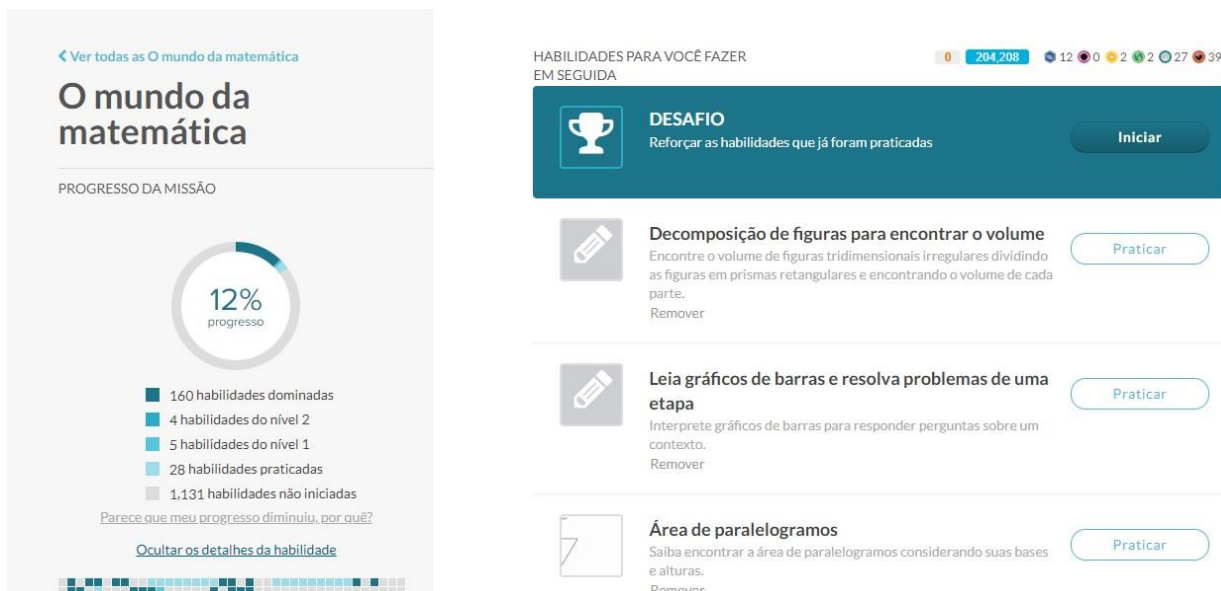 Ver todas as O mundo da matemática
O mundo da
matemática
PROGRESSO DA MISSÃO
12%
progresso
160 habilidades dominadas
4 habilidades do nível 2
5 habilidades do nível 1
28 habilidades praticadas
1,131 habilidades não iniciadas
Parece que meu progresso diminuiu, por quê?
Ocultar os detalhes da habilidade
HABILIDADES PARA VOCÊ FAZER
EM SEGUIDA
0 204,208 12 0 2 2 27 39
DESAFIO
Reforçar as habilidades que já foram praticadas
Iniciar
Decomposição de figuras para encontrar o volume
Encontre o volume de figuras tridimensionais irregulares dividindo
as figuras em prismas retangulares e encontrando o volume de cada
parte.
Remover
Praticar
Leia gráficos de barras e resolva problemas de uma
etapa
Interprete gráficos de barras para responder perguntas sobre um
contexto.
Remover
Praticar
7
Área de paralelogramos
Saiba encontrar a área de paralelogramos considerando suas bases
e alturas.
Remover
Praticar